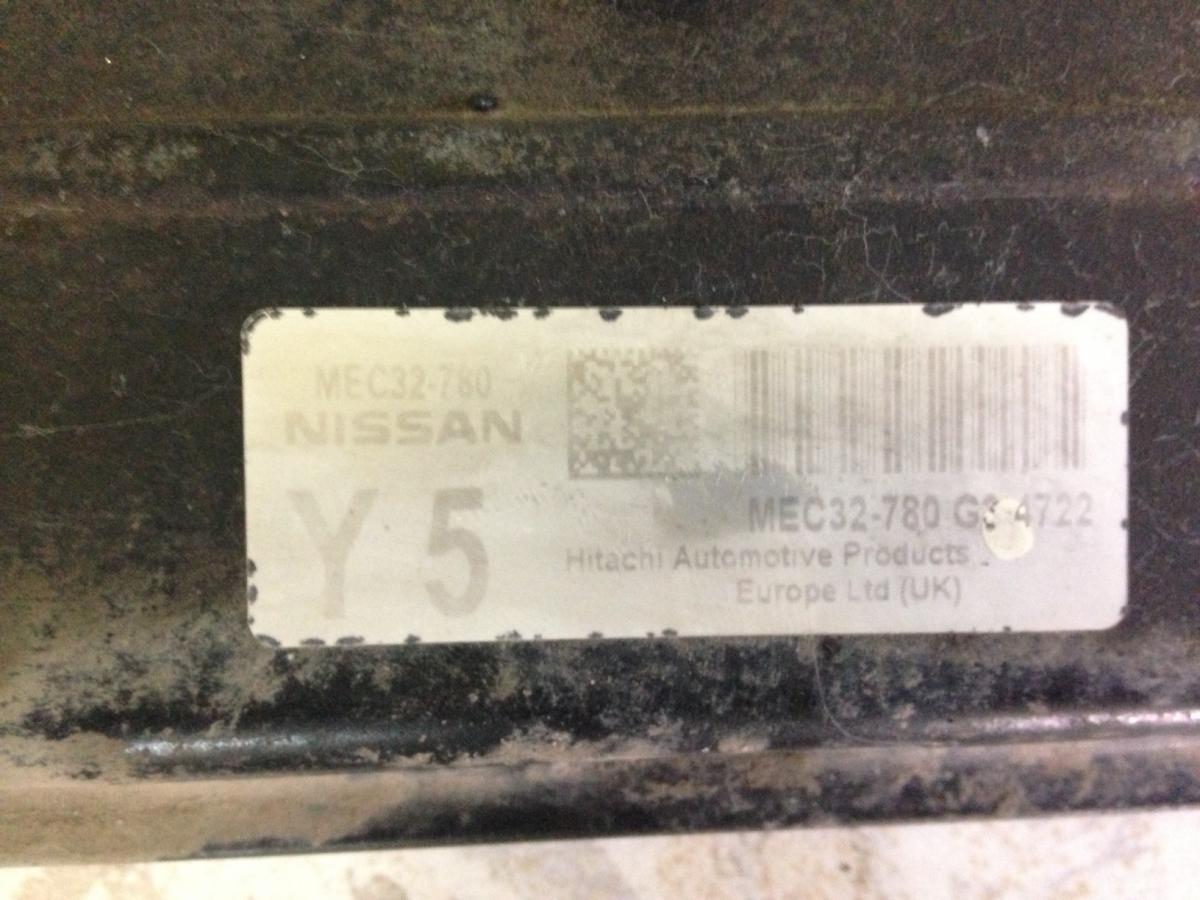 MEC32-780
NISSAN
Y 5
MEC32-780
Hitachi Automotive Products
Europe Ltd (UK)